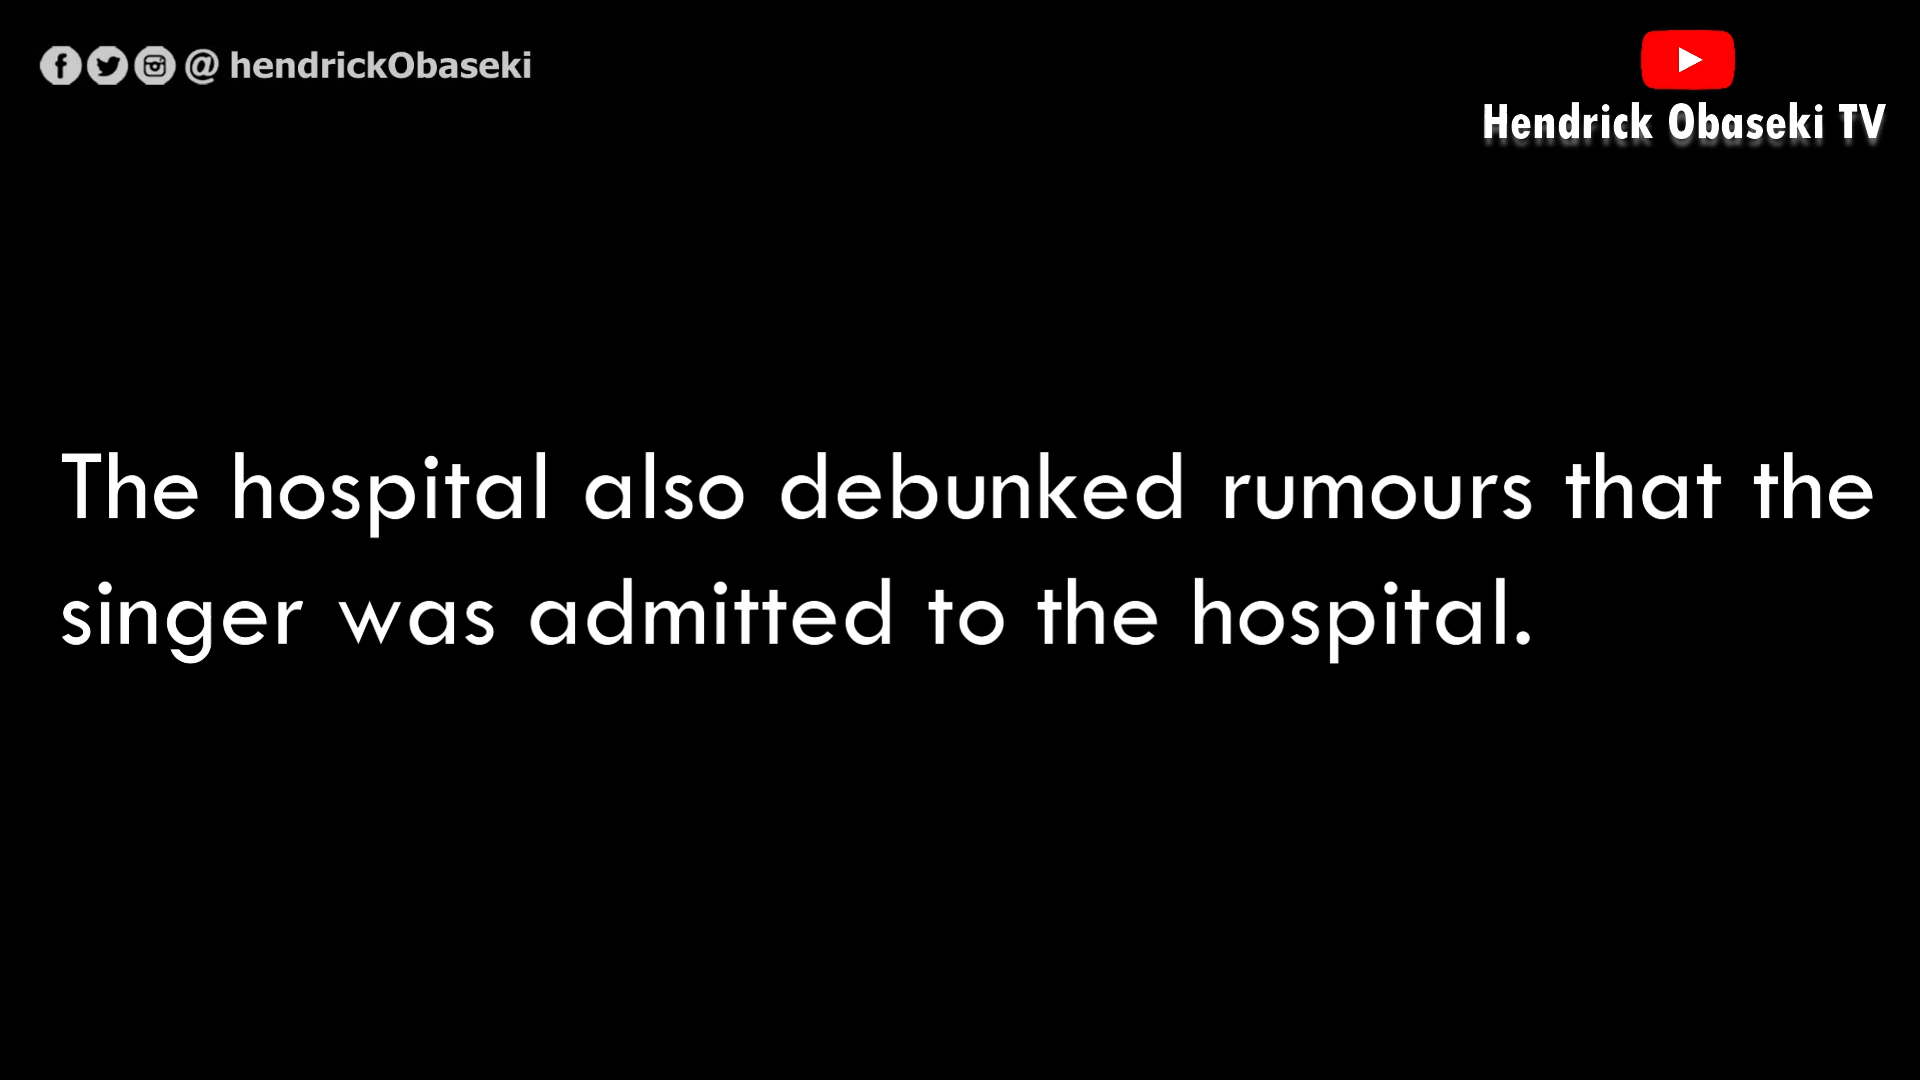 @ hendrickObaseki
Hendrick Obaseki TV
The hospital also debunked rumours that the
singer was admitted to the hospital.